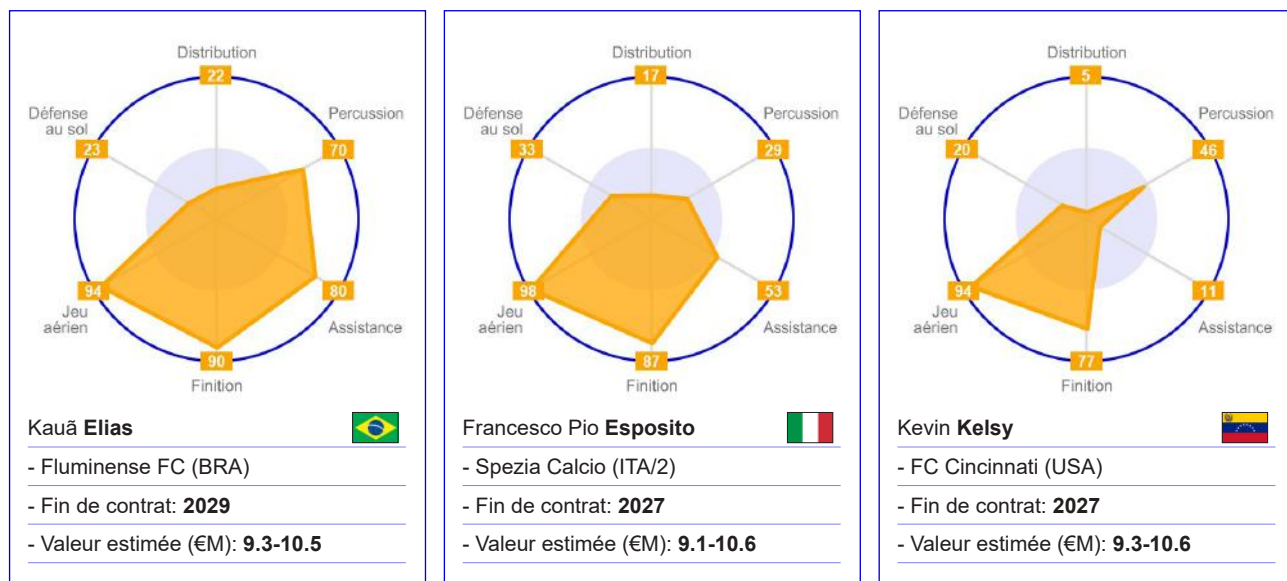 Distribution
22
Percussion
70
Défense
au sol
23
94
Jeu
aérien
80
Assistance
90
Finition
Kauã Elias
- Fluminense FC (BRA)
- Fin de contrat: 2029
- Valeur estimée (€M): 9.3-10.5
Distribution
17
Percussion
29
Défense
au sol
33
98
Jeu
aérien
53
Assistance
87
Finition
Francesco Pio Esposito
- Spezia Calcio (ITA/2)
- Fin de contrat: 2027
- Valeur estimée (€M): 9.1-10.6
Distribution
5
Percussion
46
Défense
au sol
20
94
Jeu
aérien
11
Assistance
77
Finition
Kevin Kelsy
- FC Cincinnati (USA)
- Fin de contrat: 2027
- Valeur estimée (€M): 9.3-10.6